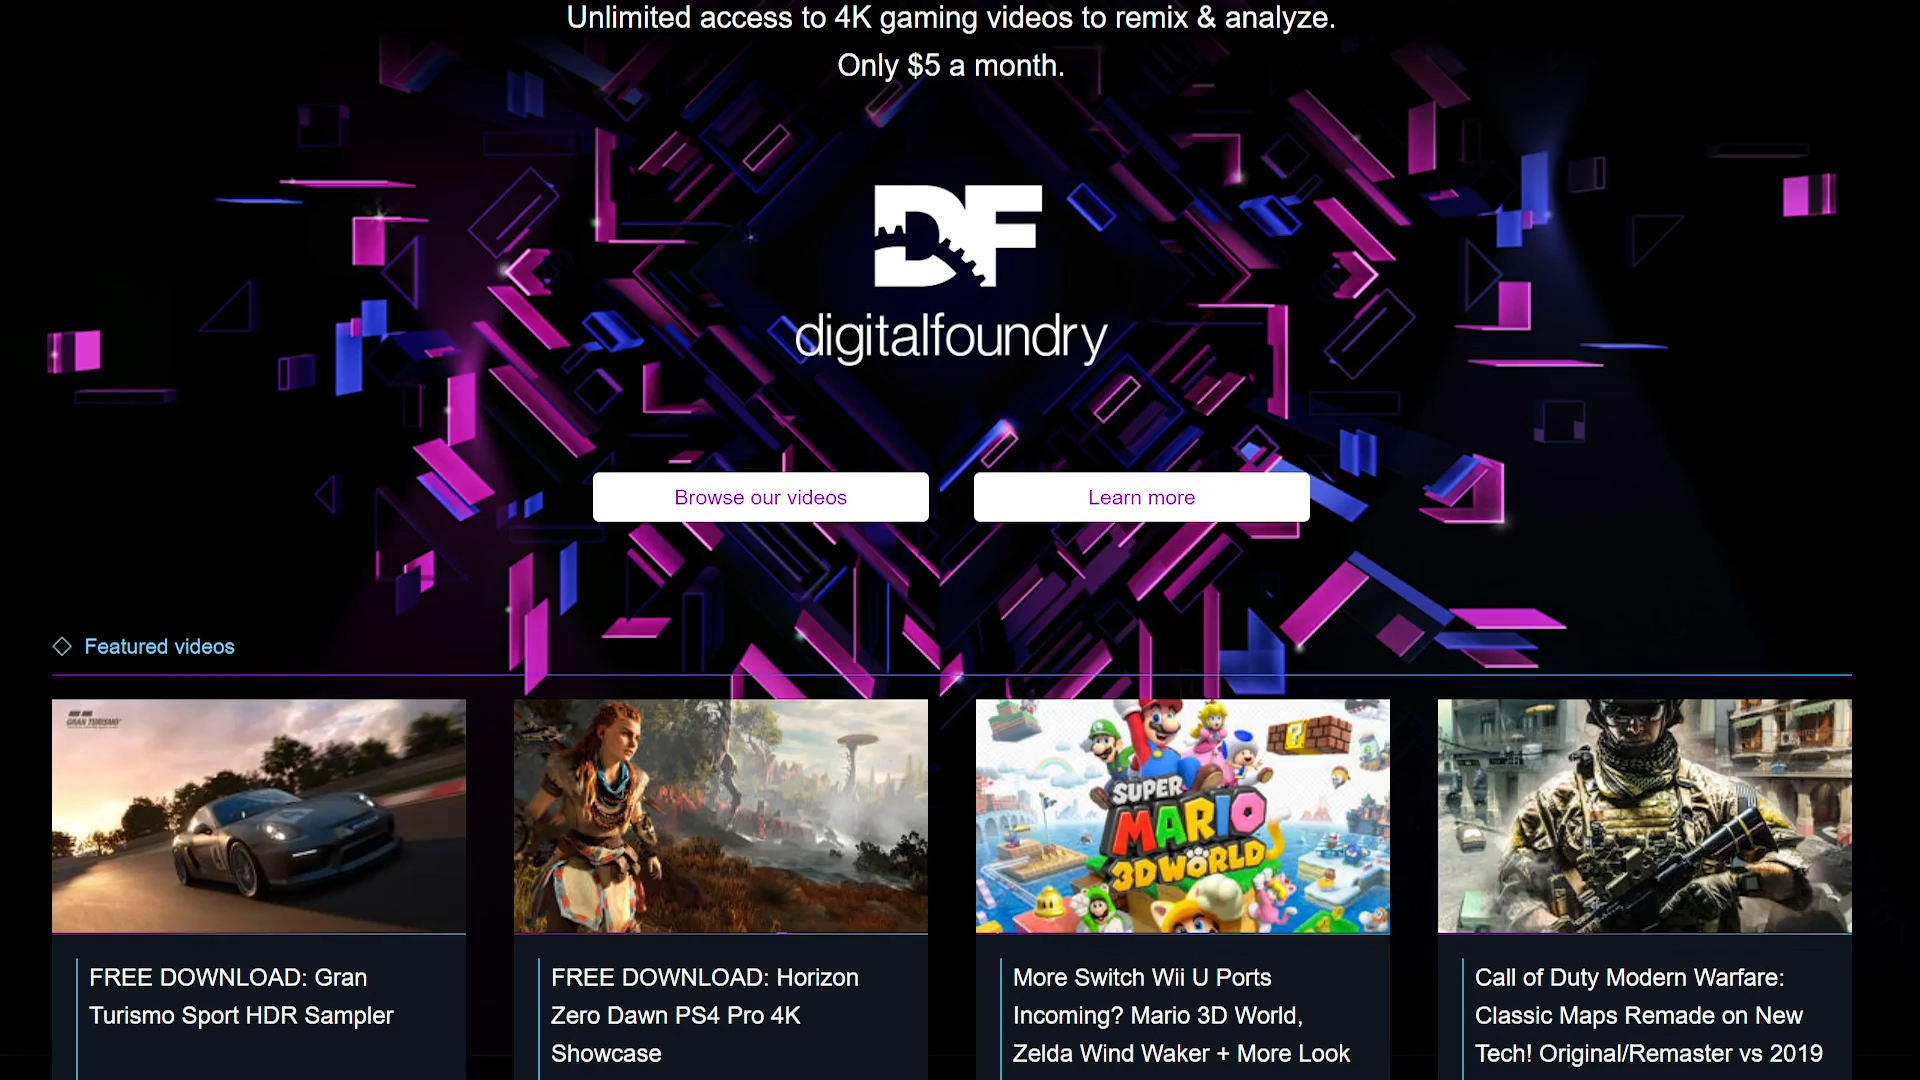 Unlimited access to 4K gaming videos to remix & analyze.
Only $5 a month.
DF
digitalfoundry
Browse our videos
Learn more
Featured videos
GRAN TURISMO
SUPER
MARIO
3D WORLD
?
FREE DOWNLOAD: Gran
Turismo Sport HDR Sampler
FREE DOWNLOAD: Horizon
Zero Dawn PS4 Pro 4K
Showcase
More Switch Wii U Ports
Incoming? Mario 3D World,
Zelda Wind Waker + More Look
Call of Duty Modern Warfare:
Classic Maps Remade on New
Tech! Original/Remaster vs 2019